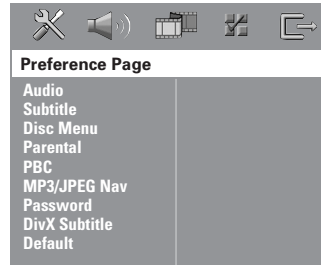 Preference Page
Audio
Subtitle
Disc Menu
Parental
PBC
MP3/JPEG Nav
Password
DivX Subtitle
Default